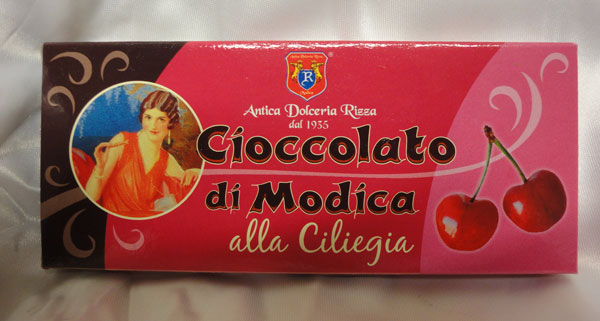 R
Antica Dolceria Rizza
dal 1935
Cioccolato
di Modica
alla Ciliegia